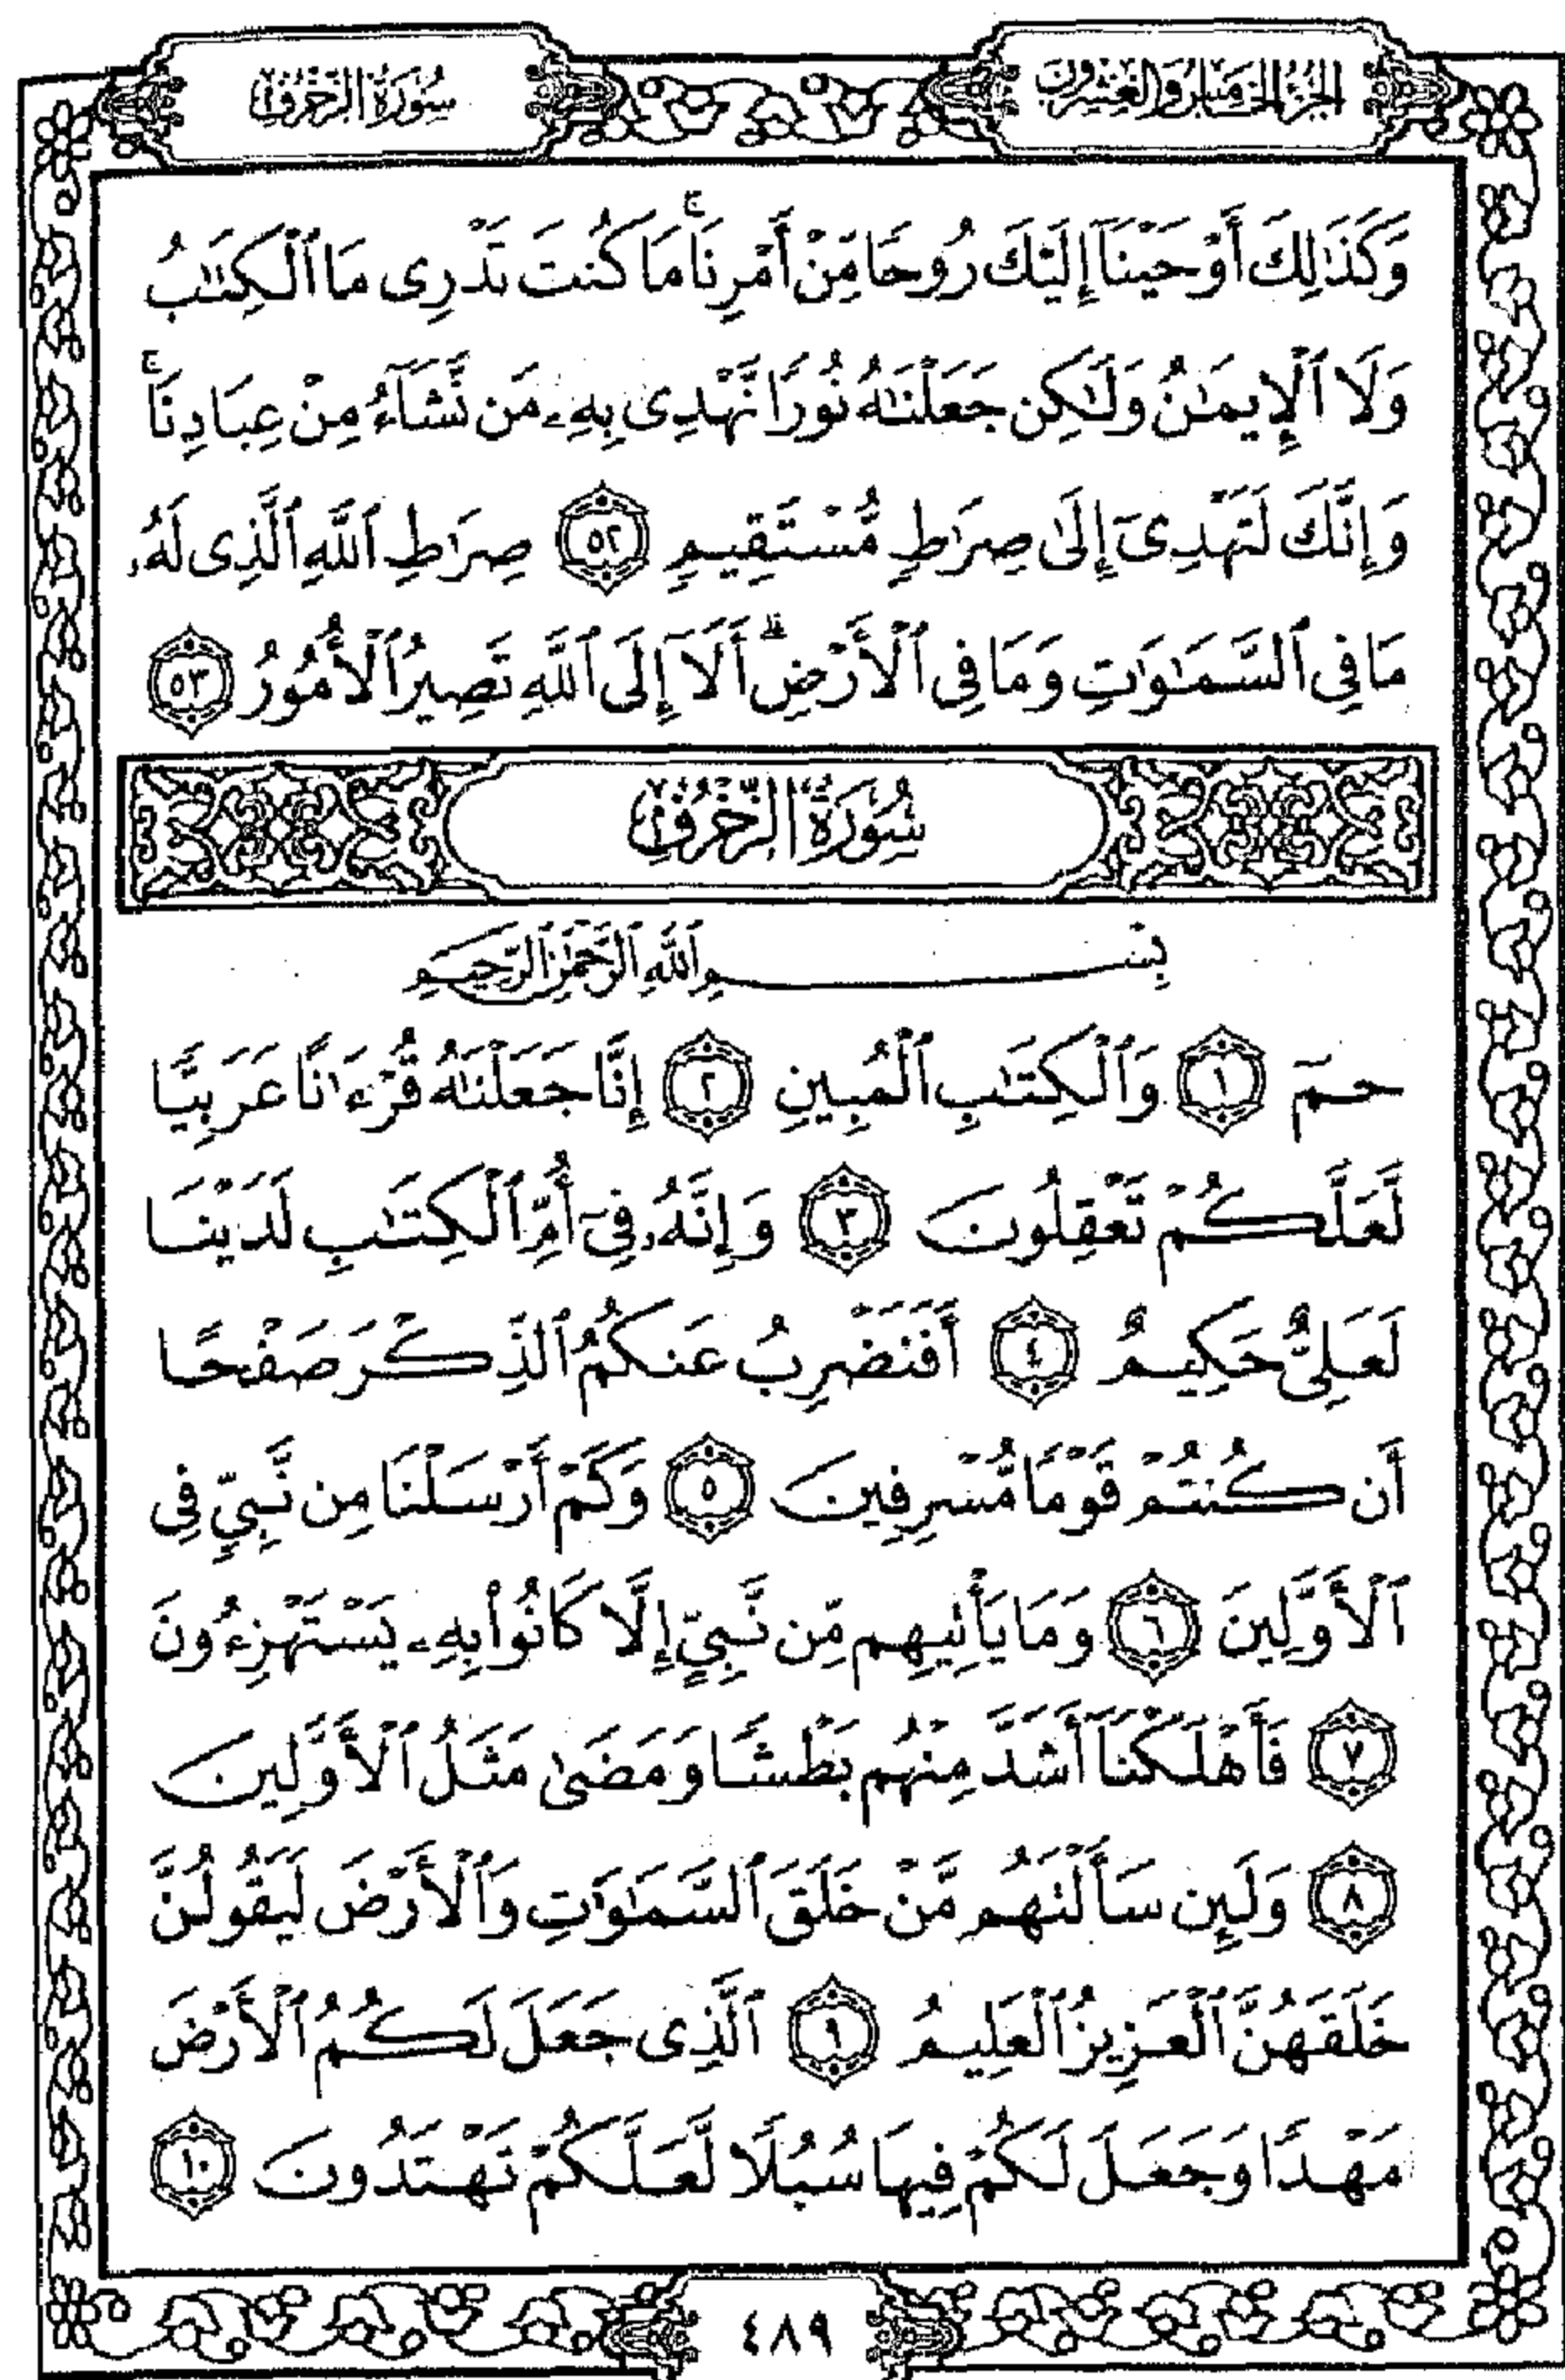 الجزء الخامس والعشرون
سورة الزخرف
وَكَذَٰلِكَ أَوْحَيْنَآ إِلَيْكَ رُوحًا مِّنْ أَمْرِنَا ۚ مَا كُنتَ تَدْرِى مَا ٱلْكِتَـٰبُ
وَلَا ٱلْإِيمَـٰنُ وَلَـٰكِن جَعَلْنَـٰهُ نُورًا نَّهْدِى بِهِۦ مَن نَّشَآءُ مِنْ عِبَادِنَا ۚ
وَإِنَّكَ لَتَهْدِىٓ إِلَىٰ صِرَٰطٍ مُّسْتَقِيمٍ ٥٢ صِرَٰطِ ٱللَّهِ ٱلَّذِى لَهُۥ
مَا فِى ٱلسَّمَـٰوَٰتِ وَمَا فِى ٱلْأَرْضِ ۗ أَلَآ إِلَى ٱللَّهِ تَصِيرُ ٱلْأُمُورُ ٥٣
سُورَةُ الزُّخْرُفِ
بِسْمِ ٱللَّهِ ٱلرَّحْمَـٰنِ ٱلرَّحِيمِ
حمٓ ١ وَٱلْكِتَـٰبِ ٱلْمُبِينِ ٢ إِنَّا جَعَلْنَـٰهُ قُرْءَٰنًا عَرَبِيًّا
لَّعَلَّكُمْ تَعْقِلُونَ ٣ وَإِنَّهُۥ فِىٓ أُمِّ ٱلْكِتَـٰبِ لَدَيْنَا
لَعَلِىٌّ حَكِيمٌ ٤ أَفَنَضْرِبُ عَنكُمُ ٱلذِّكْرَ صَفْحًا
أَن كُنتُمْ قَوْمًا مُّسْرِفِينَ ٥ وَكَمْ أَرْسَلْنَا مِن نَّبِىٍّ فِى
ٱلْأَوَّلِينَ ٦ وَمَا يَأْتِيهِم مِّن نَّبِىٍّ إِلَّا كَانُوا۟ بِهِۦ يَسْتَهْزِءُونَ
٧ فَأَهْلَكْنَآ أَشَدَّ مِنْهُم بَطْشًا وَمَضَىٰ مَثَلُ ٱلْأَوَّلِينَ
٨ وَلَئِن سَأَلْتَهُم مَّنْ خَلَقَ ٱلسَّمَـٰوَٰتِ وَٱلْأَرْضَ لَيَقُولُنَّ
خَلَقَهُنَّ ٱلْعَزِيزُ ٱلْعَلِيمُ ٩ ٱلَّذِى جَعَلَ لَكُمُ ٱلْأَرْضَ
مَهْدًا وَجَعَلَ لَكُمْ فِيهَا سُبُلًا لَّعَلَّكُمْ تَهْتَدُونَ ١٠
٤٨٩